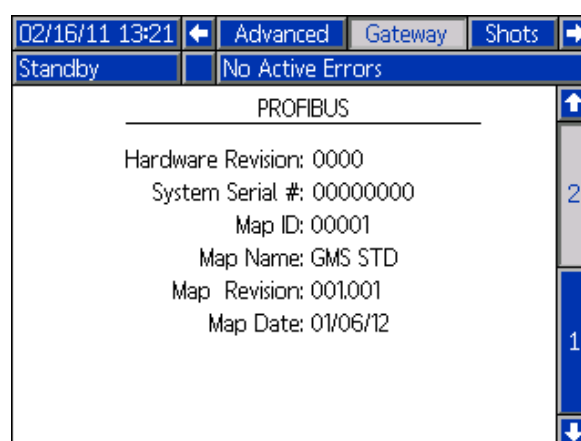 02/16/11 13:21 Advanced Gateway Shots
Standby No Active Errors
PROFIBUS
Hardware Revision: 0000
2
System Serial #: 00000000
Map ID: 00001
Map Name: GMS STD
Map Revision: 001.001
Map Date: 01/06/12
1